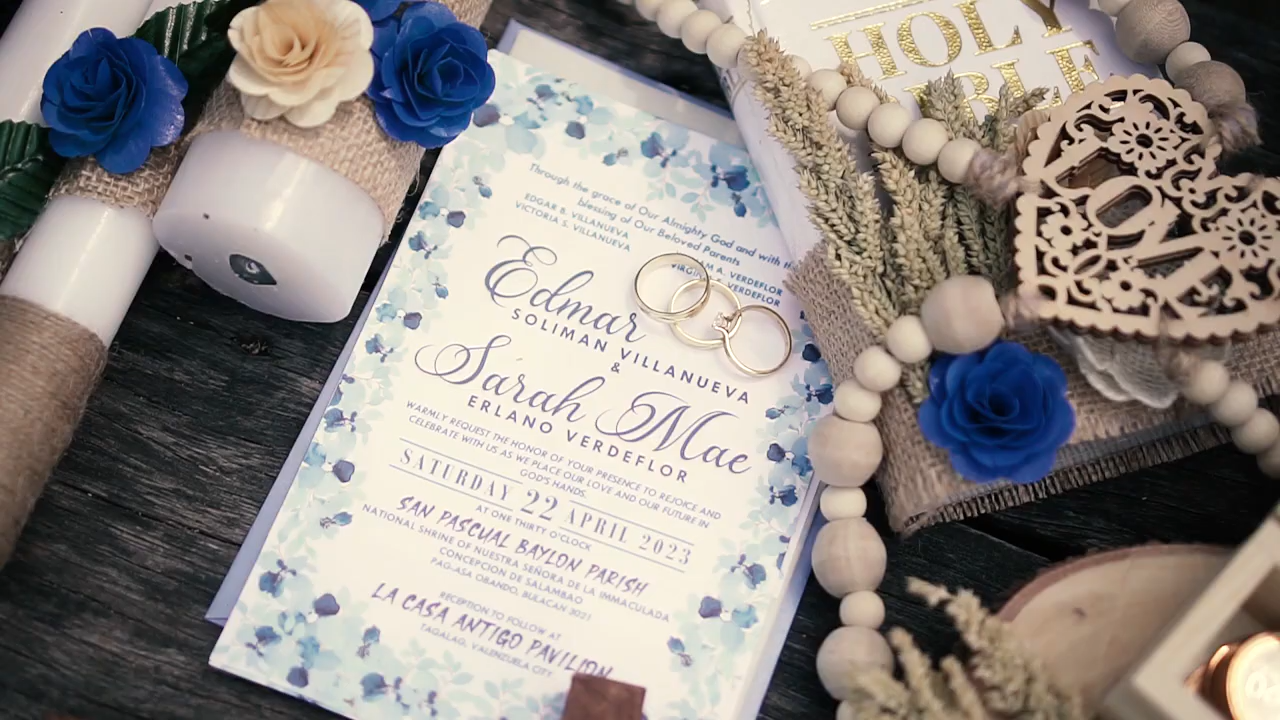 HOLY
BIBLE
LOVE
Through the grace of Our Almighty God and with the
blessing of Our Beloved Parents
EDGAR B. VILLANUEVA
VICTORIA S. VILLANUEVA
A. VERDEFLOR
VERDEFLOR
Edmar
SOLIMAN VILLANUEVA
&
Sarah Mae
ERLANO VERDEFLOR
WARMLY REQUEST THE HONOR OF YOUR PRESENCE TO REJOICE AND
CELEBRATE WITH US AS WE PLACE OUR LOVE AND OUR FUTURE IN
GOD'S HANDS.
SATURDAY 22 APRIL 2023
AT ONE THIRTY O'CLOCK
SAN PASCUAL BAYLON PARISH
NATIONAL SHRINE OF NUESTRA SEÑORA DE LA IMMACULADA
CONCEPCION DE SALAMBAO
PAG-ASA OBANDO, BULACAN 3021
RECEPTION TO FOLLOW AT
LA CASA ANTIGO PAVILION
TAGALAG, VALENZUELA CITY